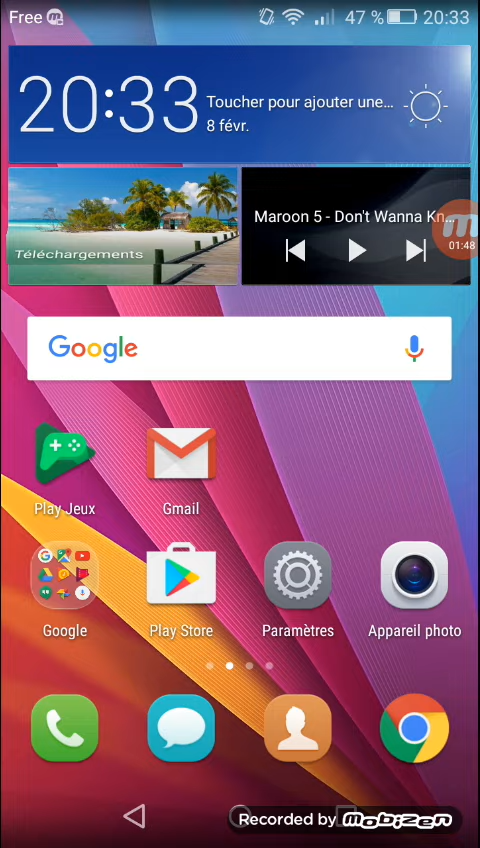 Free 47 % 20:33
20:33
Toucher pour ajouter une...
8 févr.
Téléchargements
Maroon 5 - Don't Wanna Kn...
01:48
Google
Play Jeux
Gmail
Google
Play Store
Paramètres
Appareil photo
Recorded by Mobizen